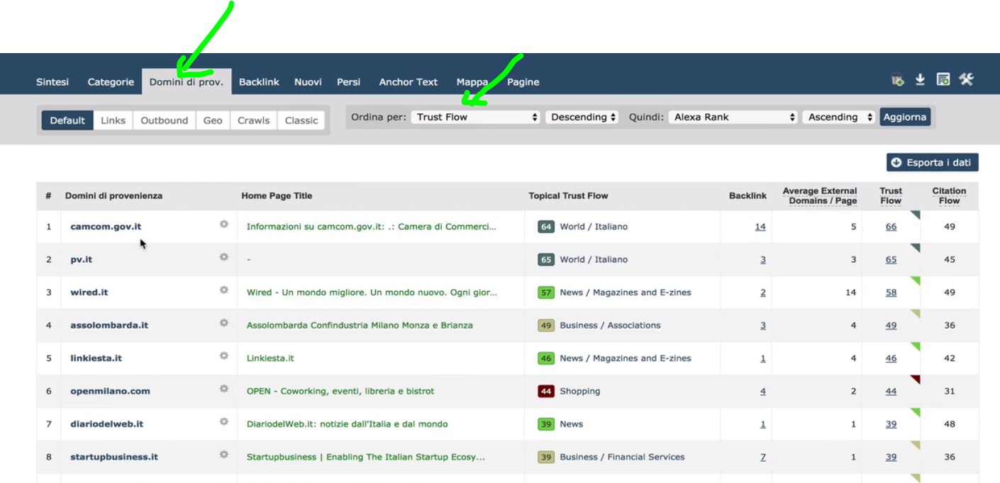 Sintesi Categorie Domini di prov. Backlink Nuovi Persi Anchor Text Mappa Pagine
Default Links Outbound Geo Crawls Classic Ordina per: Trust Flow Descending Quindi: Alexa Rank Ascending Aggiorna
Esporta i dati
# Domini di provenienza Home Page Title Topical Trust Flow Backlink Average External Domains / Page Trust Flow Citation Flow
1 camcom.gov.it Informazioni su camcom.gov.it: .: Camera di Commerci... 64 World / Italiano 14 5 66 49
2 pv.it - 65 World / Italiano 3 3 65 45
3 wired.it Wired - Un mondo migliore. Un mondo nuovo. Ogni gior... 57 News / Magazines and E-zines 2 14 58 49
4 assolombarda.it Assolombarda Confindustria Milano Monza e Brianza 49 Business / Associations 3 4 49 36
5 linkiesta.it Linkiesta.it 46 News / Magazines and E-zines 1 4 46 42
6 openmilano.com OPEN - Coworking, eventi, libreria e bistrot 44 Shopping 4 2 44 31
7 diariodelweb.it DiariodelWeb.it: notizie dall'Italia e dal mondo 39 News 1 1 39 48
8 startupbusiness.it Startupbusiness | Enabling The Italian Startup Ecosy... 39 Business / Financial Services 7 1 39 36